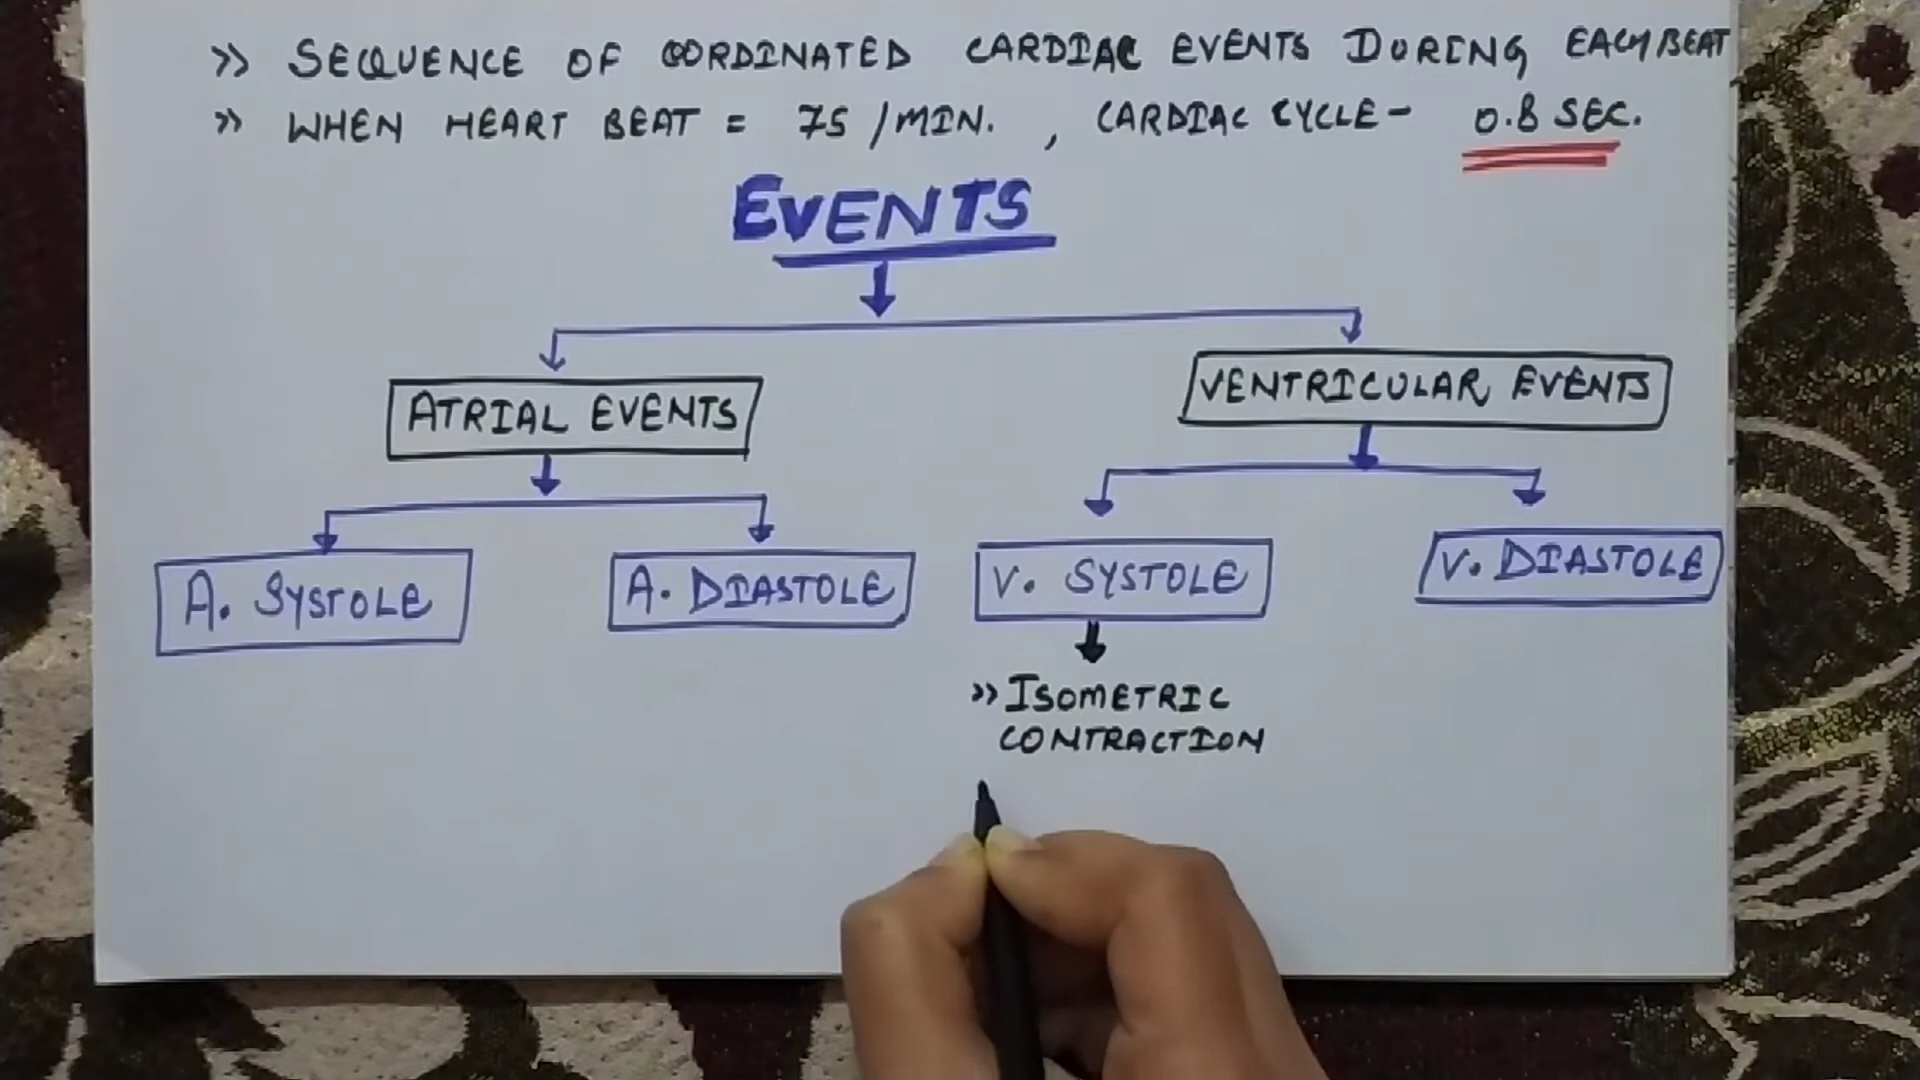 >> SEQUENCE OF COORDINATED CARDIAC EVENTS DURING EACH BEAT
>> WHEN HEART BEAT = 75 /MIN. , CARDIAC CYCLE - 0.8 SEC.
EVENTS
ATRIAL EVENTS
VENTRICULAR EVENTS
A. SYSTOLE
A. DIASTOLE
V. SYSTOLE
V. DIASTOLE
>> ISOMETRIC
CONTRACTION